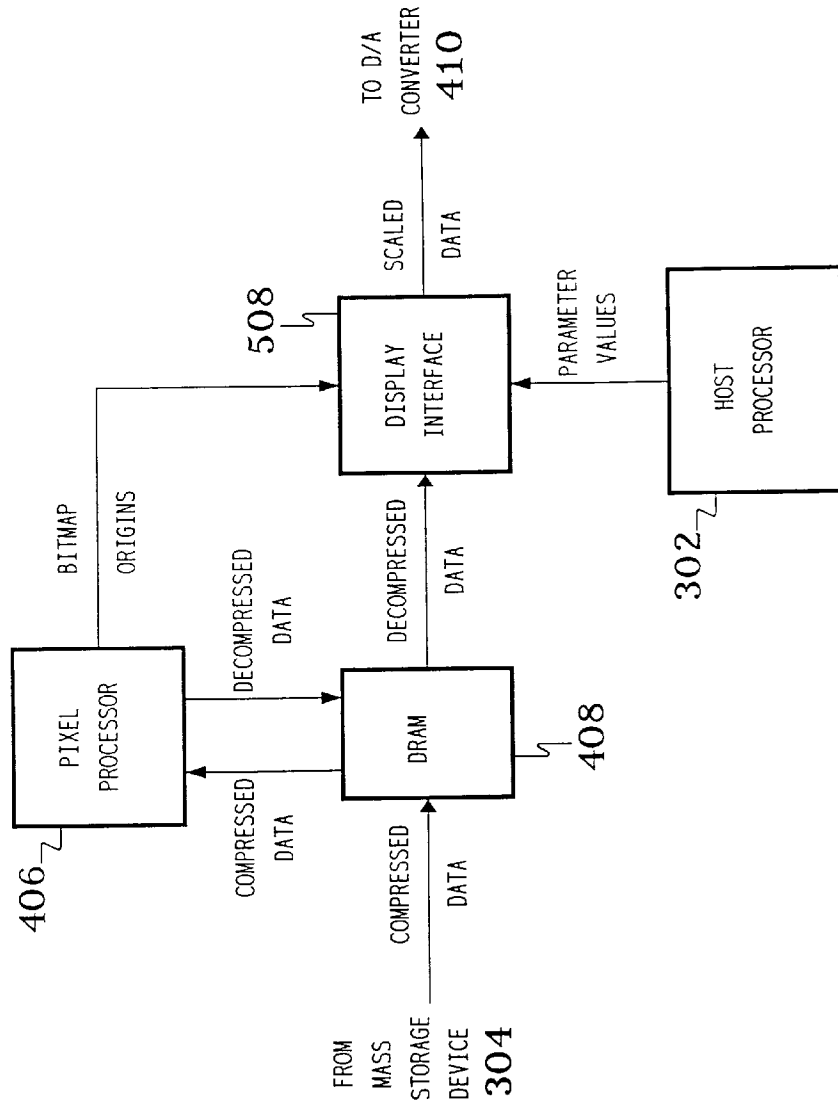 406
PIXEL
PROCESSOR
BITMAP
ORIGINS
COMPRESSED
DATA
DECOMPRESSED
DATA
FROM
MASS
STORAGE
DEVICE
304
COMPRESSED
DATA
DRAM
408
DECOMPRESSED
DATA
508
DISPLAY
INTERFACE
SCALED
DATA
TO D/A
CONVERTER
410
PARAMETER
VALUES
302
HOST
PROCESSOR